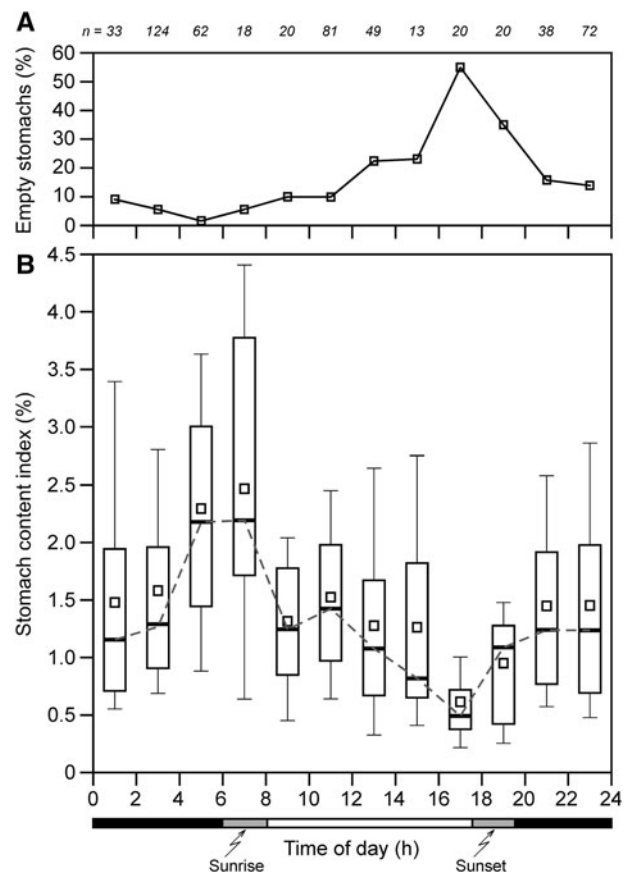 A n = 33 124 62 18 20 81 49 13 20 20 38 72
60
50
40
30
20
10
0
Empty stomachs (%)
B
4.5
4.0
3.5
3.0
2.5
2.0
1.5
1.0
0.5
0
Stomach content index (%)
0 2 4 6 8 10 12 14 16 18 20 22 24
Time of day (h)
Sunrise Sunset